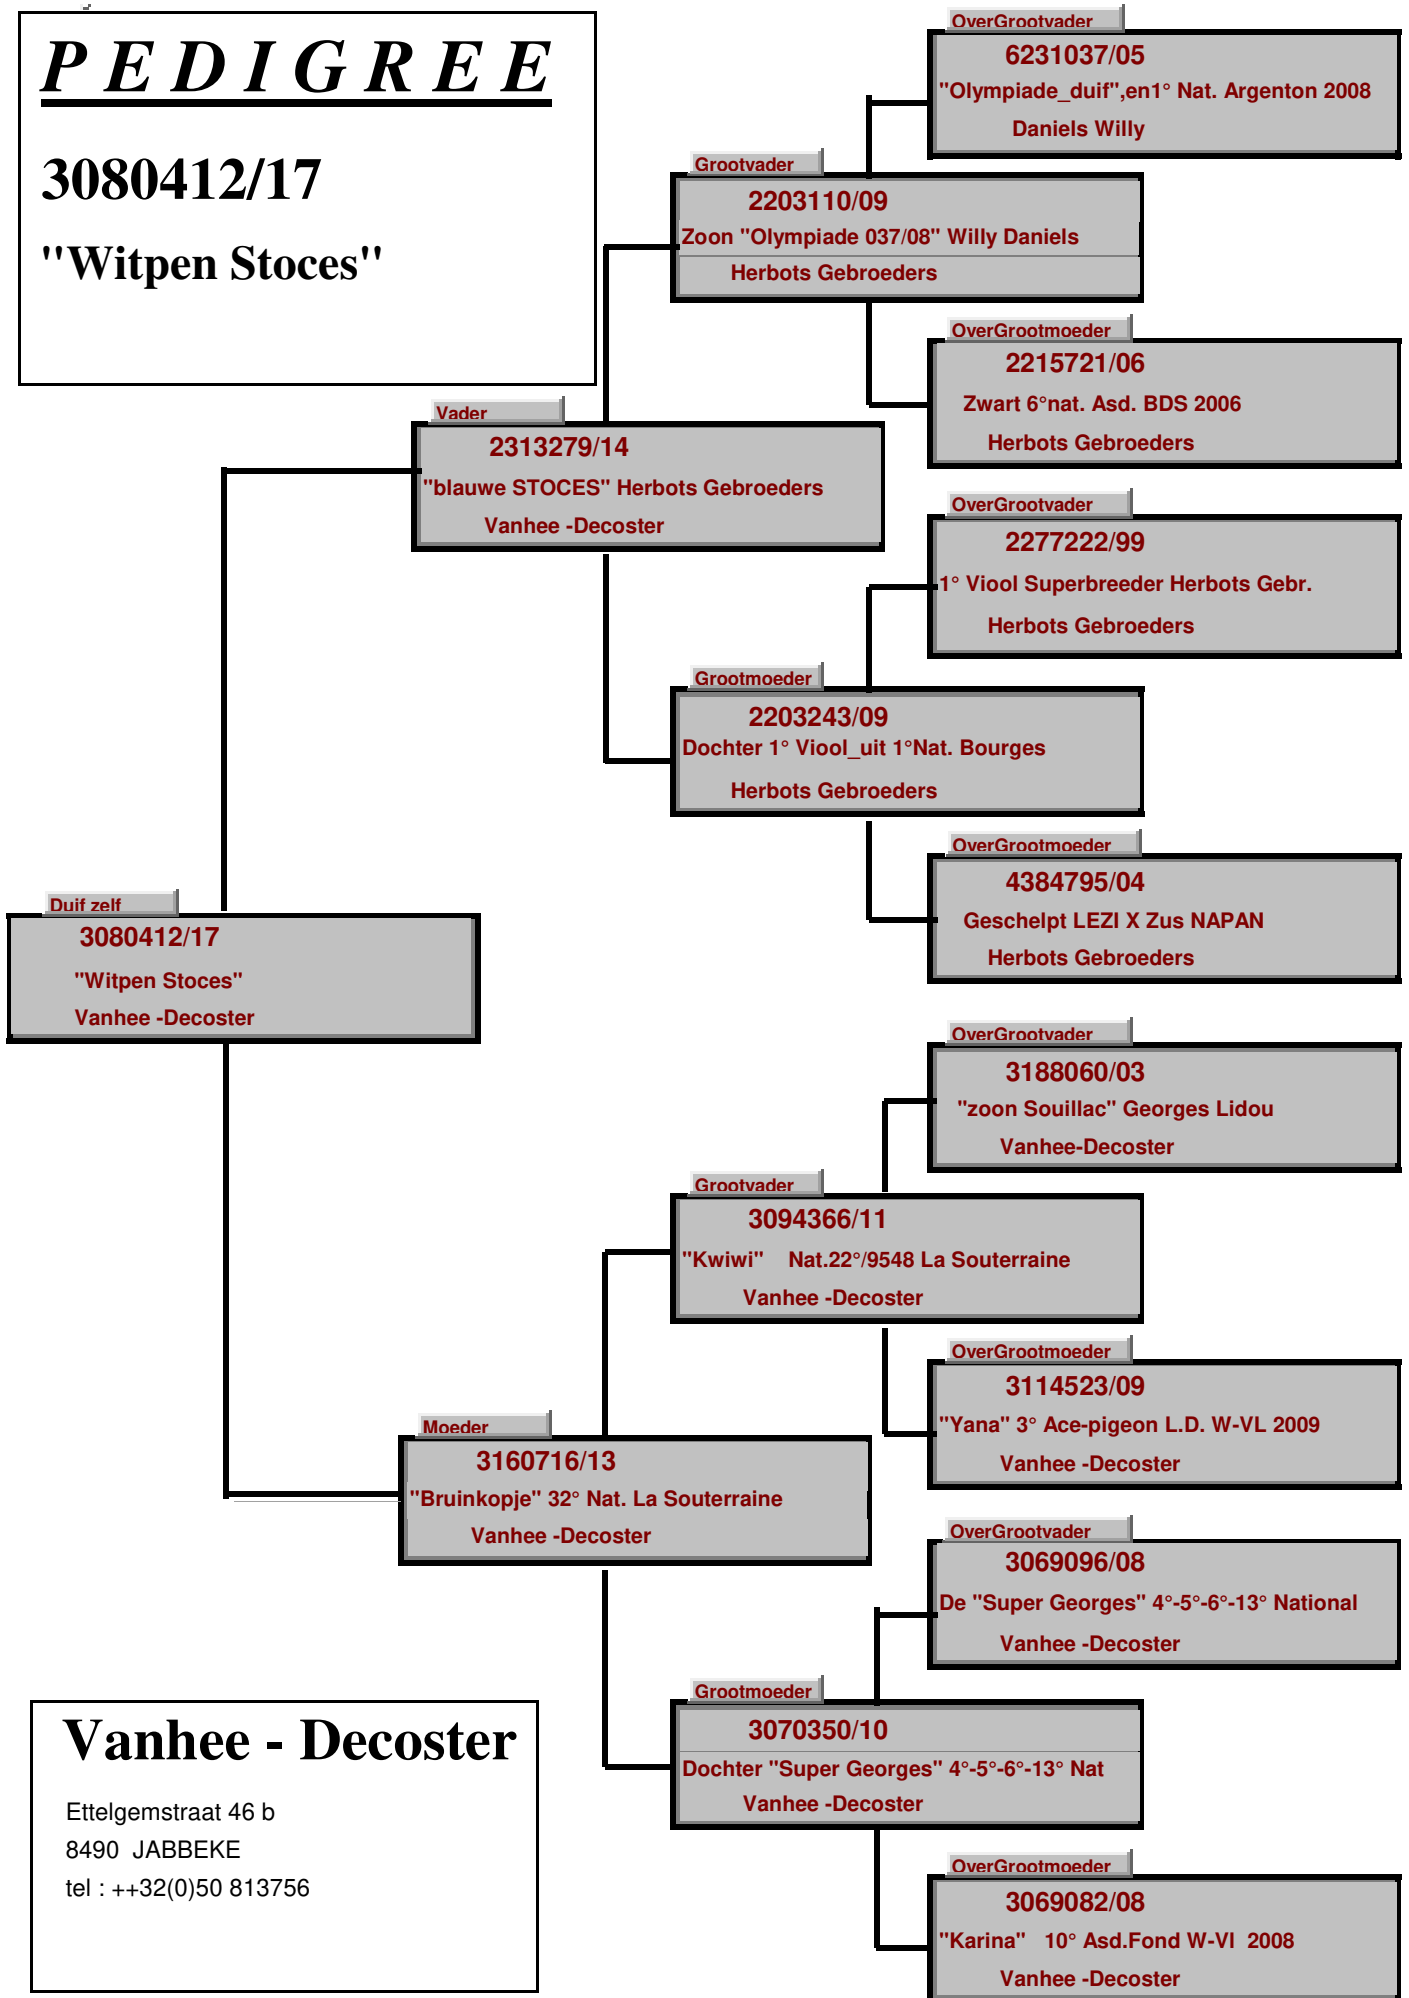 P E D I G R E E
3080412/17
"Witpen Stoces"
OverGrootvader
6231037/05
"Olympiade_duif",en1° Nat. Argenton 2008
Daniels Willy
Grootvader
2203110/09
Zoon "Olympiade 037/08" Willy Daniels
Herbots Gebroeders
OverGrootmoeder
2215721/06
Zwart 6°nat. Asd. BDS 2006
Herbots Gebroeders
Vader
2313279/14
"blauwe STOCES" Herbots Gebroeders
Vanhee -Decoster
OverGrootvader
2277222/99
1° Viool Superbreeder Herbots Gebr.
Herbots Gebroeders
Grootmoeder
2203243/09
Dochter 1° Viool_uit 1°Nat. Bourges
Herbots Gebroeders
OverGrootmoeder
4384795/04
Geschelpt LEZI X Zus NAPAN
Herbots Gebroeders
Duif zelf
3080412/17
"Witpen Stoces"
Vanhee -Decoster
OverGrootvader
3188060/03
"zoon Souillac" Georges Lidou
Vanhee-Decoster
Grootvader
3094366/11
"Kwiwi" Nat.22°/9548 La Souterraine
Vanhee -Decoster
OverGrootmoeder
3114523/09
"Yana" 3° Ace-pigeon L.D. W-VL 2009
Vanhee -Decoster
Moeder
3160716/13
"Bruinkopje" 32° Nat. La Souterraine
Vanhee -Decoster
OverGrootvader
3069096/08
De "Super Georges" 4°-5°-6°-13° National
Vanhee -Decoster
Grootmoeder
3070350/10
Dochter "Super Georges" 4°-5°-6°-13° Nat
Vanhee -Decoster
OverGrootmoeder
3069082/08
"Karina" 10° Asd.Fond W-Vl 2008
Vanhee -Decoster
Vanhee - Decoster
Ettelgemstraat 46 b
8490 JABBEKE
tel : ++32(0)50 813756